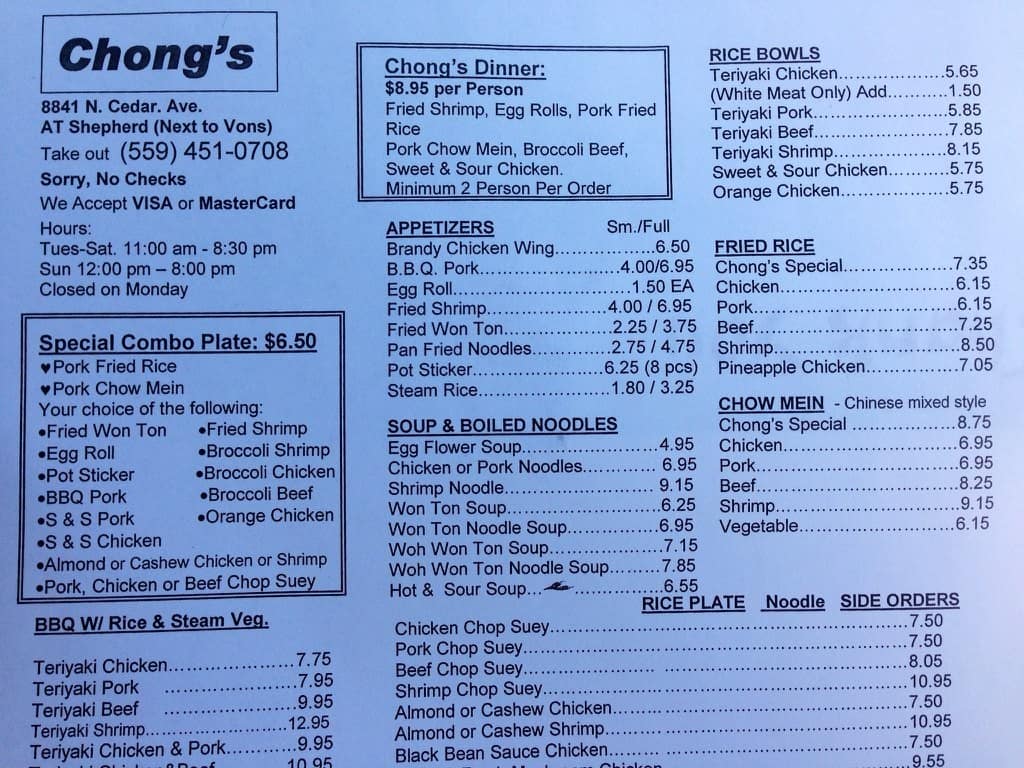 Chong's
8841 N. Cedar. Ave.
AT Shepherd (Next to Vons)
Take out (559) 451-0708
Sorry, No Checks
We Accept VISA or MasterCard
Hours:
Tues-Sat. 11:00 am - 8:30 pm
Sun 12:00 pm – 8:00 pm
Closed on Monday
Special Combo Plate: $6.50
♥Pork Fried Rice
♥Pork Chow Mein
Your choice of the following:
•Fried Won Ton •Fried Shrimp
•Egg Roll •Broccoli Shrimp
•Pot Sticker •Broccoli Chicken
•BBQ Pork •Broccoli Beef
•S & S Pork •Orange Chicken
•S & S Chicken
•Almond or Cashew Chicken or Shrimp
•Pork, Chicken or Beef Chop Suey
BBQ W/ Rice & Steam Veg.
Teriyaki Chicken..................7.75
Teriyaki Pork ..................7.95
Teriyaki Beef ..................9.95
Teriyaki Shrimp..................12.95
Teriyaki Chicken & Pork..........9.95
10.95
Chong's Dinner:
$8.95 per Person
Fried Shrimp, Egg Rolls, Pork Fried
Rice
Pork Chow Mein, Broccoli Beef,
Sweet & Sour Chicken.
Minimum 2 Person Per Order
APPETIZERS Sm./Full
Brandy Chicken Wing...............6.50
B.B.Q. Pork.....................4.00/6.95
Egg Roll...........................1.50 EA
Fried Shrimp..................4.00 / 6.95
Fried Won Ton................2.25 / 3.75
Pan Fried Noodles.............2.75 / 4.75
Pot Sticker...................6.25 (8 pcs)
Steam Rice....................1.80 / 3.25
SOUP & BOILED NOODLES
Egg Flower Soup.....................4.95
Chicken or Pork Noodles........... 6.95
Shrimp Noodle....................... 9.15
Won Ton Soup.......................6.25
Won Ton Noodle Soup..............6.95
Woh Won Ton Soup.................7.15
Woh Won Ton Noodle Soup.......7.85
Hot & Sour Soup... ..............6.55
RICE BOWLS
Teriyaki Chicken..................5.65
(White Meat Only) Add..........1.50
Teriyaki Pork......................5.85
Teriyaki Beef......................7.85
Teriyaki Shrimp...................8.15
Sweet & Sour Chicken..........5.75
Orange Chicken..................5.75
FRIED RICE
Chong's Special...................7.35
Chicken.............................6.15
Pork.................................6.15
Beef.................................7.25
Shrimp..............................8.50
Pineapple Chicken...............7.05
CHOW MEIN - Chinese mixed style
Chong's Special ..................8.75
Chicken.............................6.95
Pork.................................6.95
Beef.................................8.25
Shrimp..............................9.15
Vegetable..........................6.15
RICE PLATE Noodle SIDE ORDERS
Chicken Chop Suey.......................................................7.50
Pork Chop Suey...........................................................7.50
Beef Chop Suey...........................................................8.05
Shrimp Chop Suey.......................................................10.95
Almond or Cashew Chicken............................................7.50
Almond or Cashew Shrimp............................................10.95
Black Bean Sauce Chicken............................................7.50
9.55